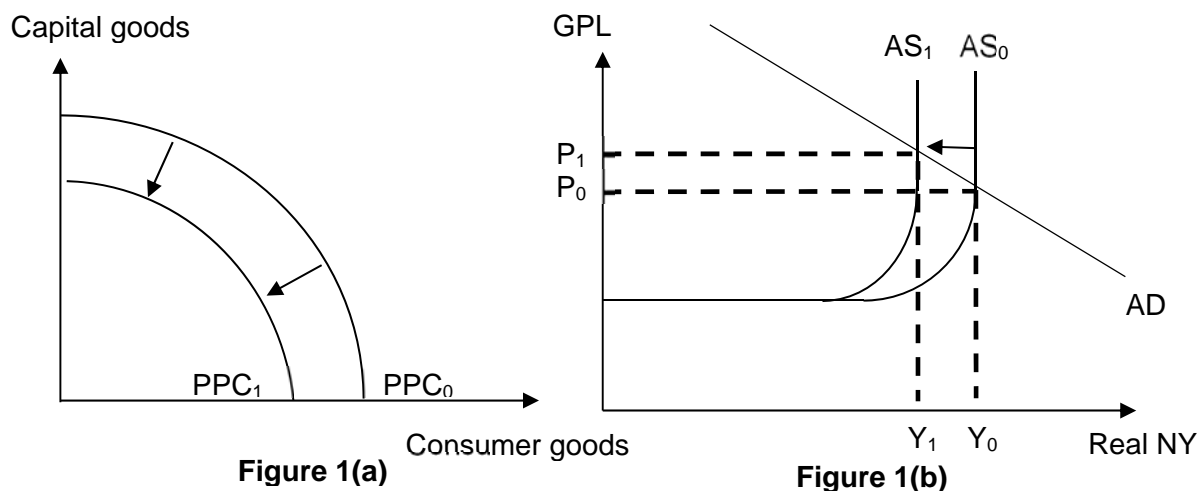 Capital goods
PPC₁
PPC₀
Consumer goods
Figure 1(a)
GPL
AS₁
AS₀
P₁
P₀
AD
Y₁
Y₀
Real NY
Figure 1(b)